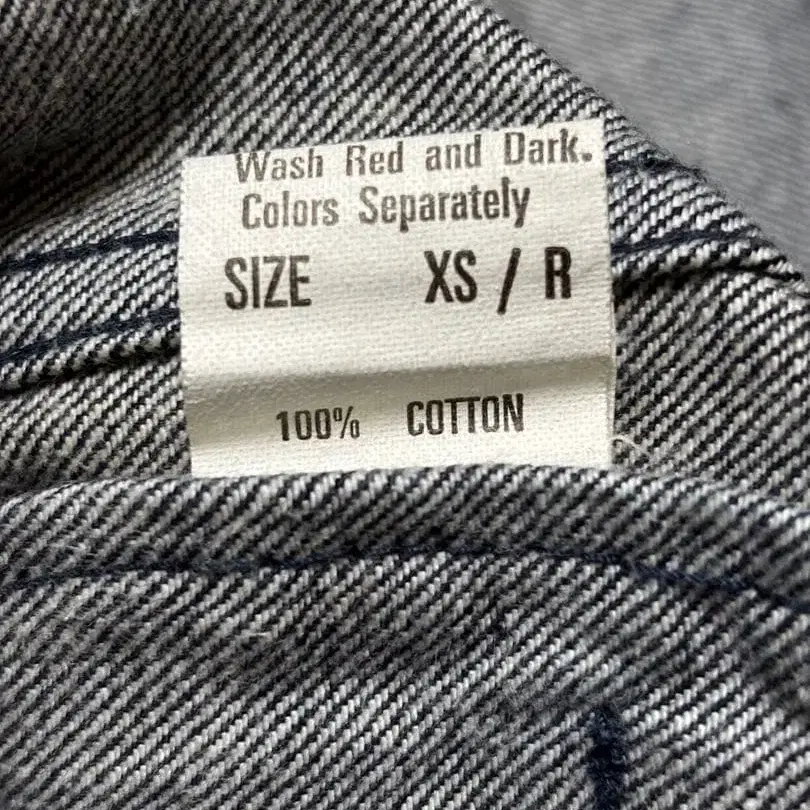 Wash Red and Dark.
Colors Separately
SIZE XS / R
100% COTTON